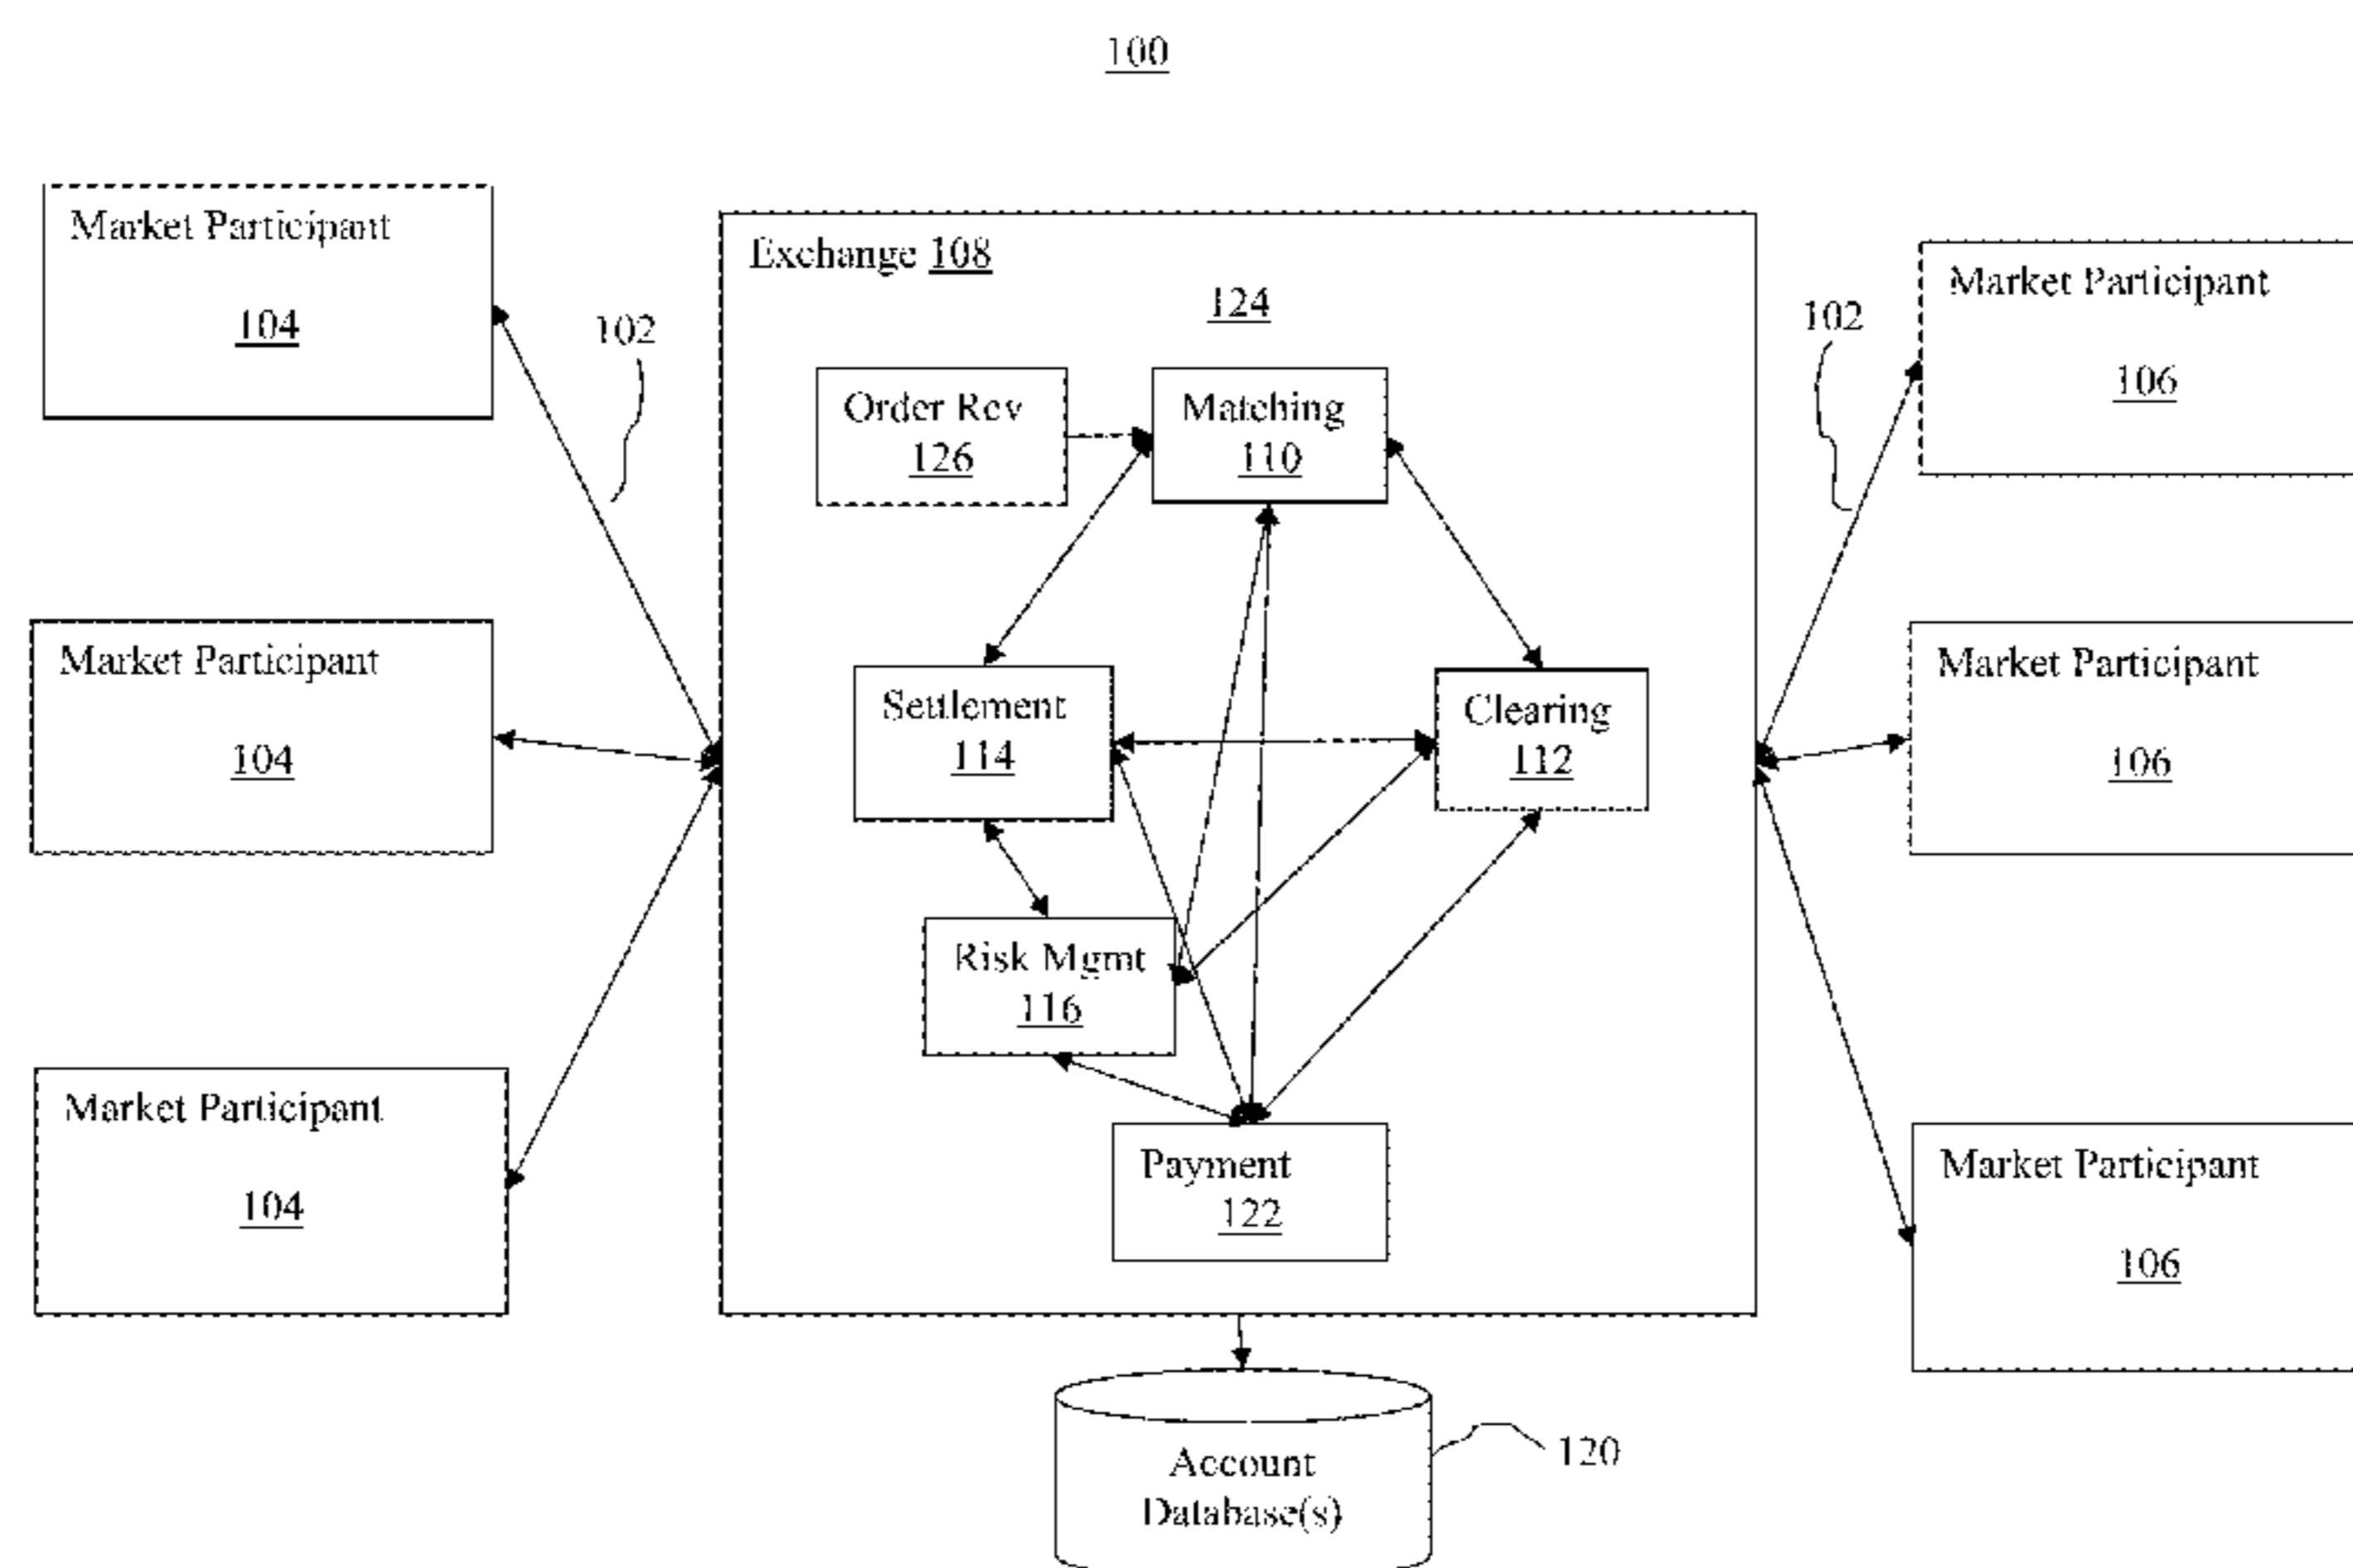 100
Market Participant
104
102
Market Participant
104
Market Participant
104
Exchange 108
124
Order Rcv
126
Matching
110
Settlement
114
Clearing
112
Risk Mgmt
116
Payment
122
Account
Database(s)
120
102
Market Participant
106
Market Participant
106
Market Participant
106